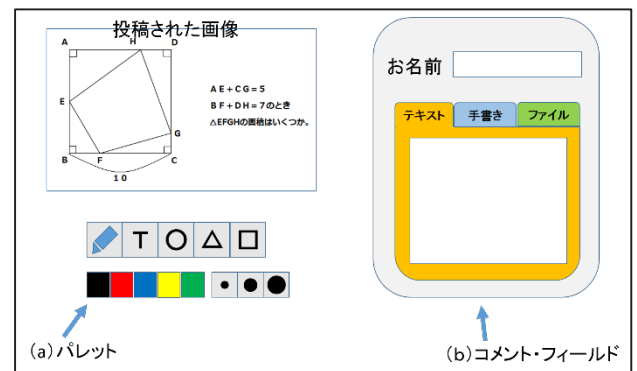 投稿された画像
A H D
E
G
B F C
10
AE+CG=5
BF+DH=7のとき
△EFGHの面積はいくつか。
T
(a)パレット
お名前
テキスト 手書き ファイル
(b)コメント・フィールド